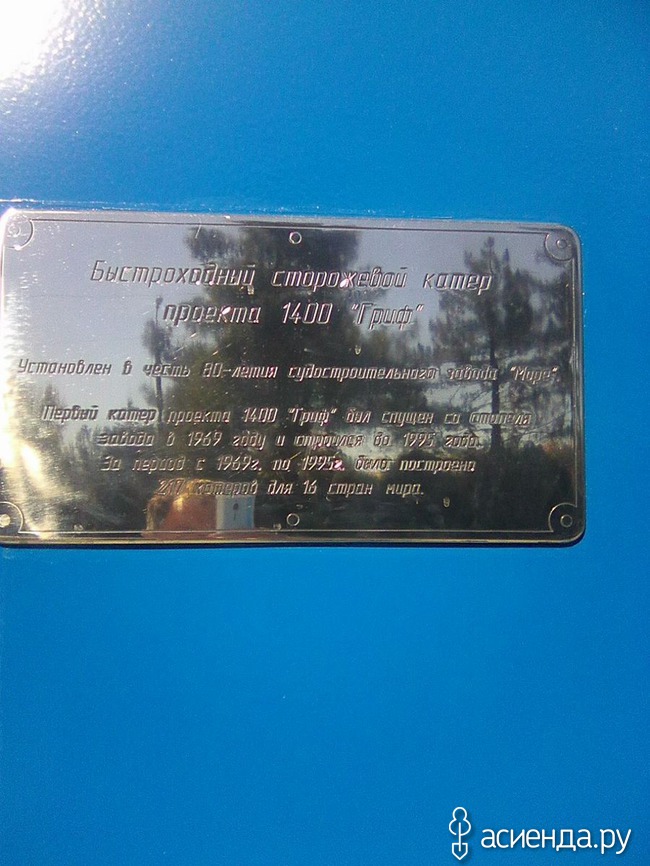 Быстроходный сторожевой катер
проекта 1400 "Гриф"
Установлен в честь 80-летия судостроительного завода "Море"
Первый катер проекта 1400 "Гриф" был спущен со стапеля
завода в 1969 году и строился до 1995 года.
За период с 1969г. по 1995г. было построено
217 катеров для 16 стран мира.
асиенда.ру